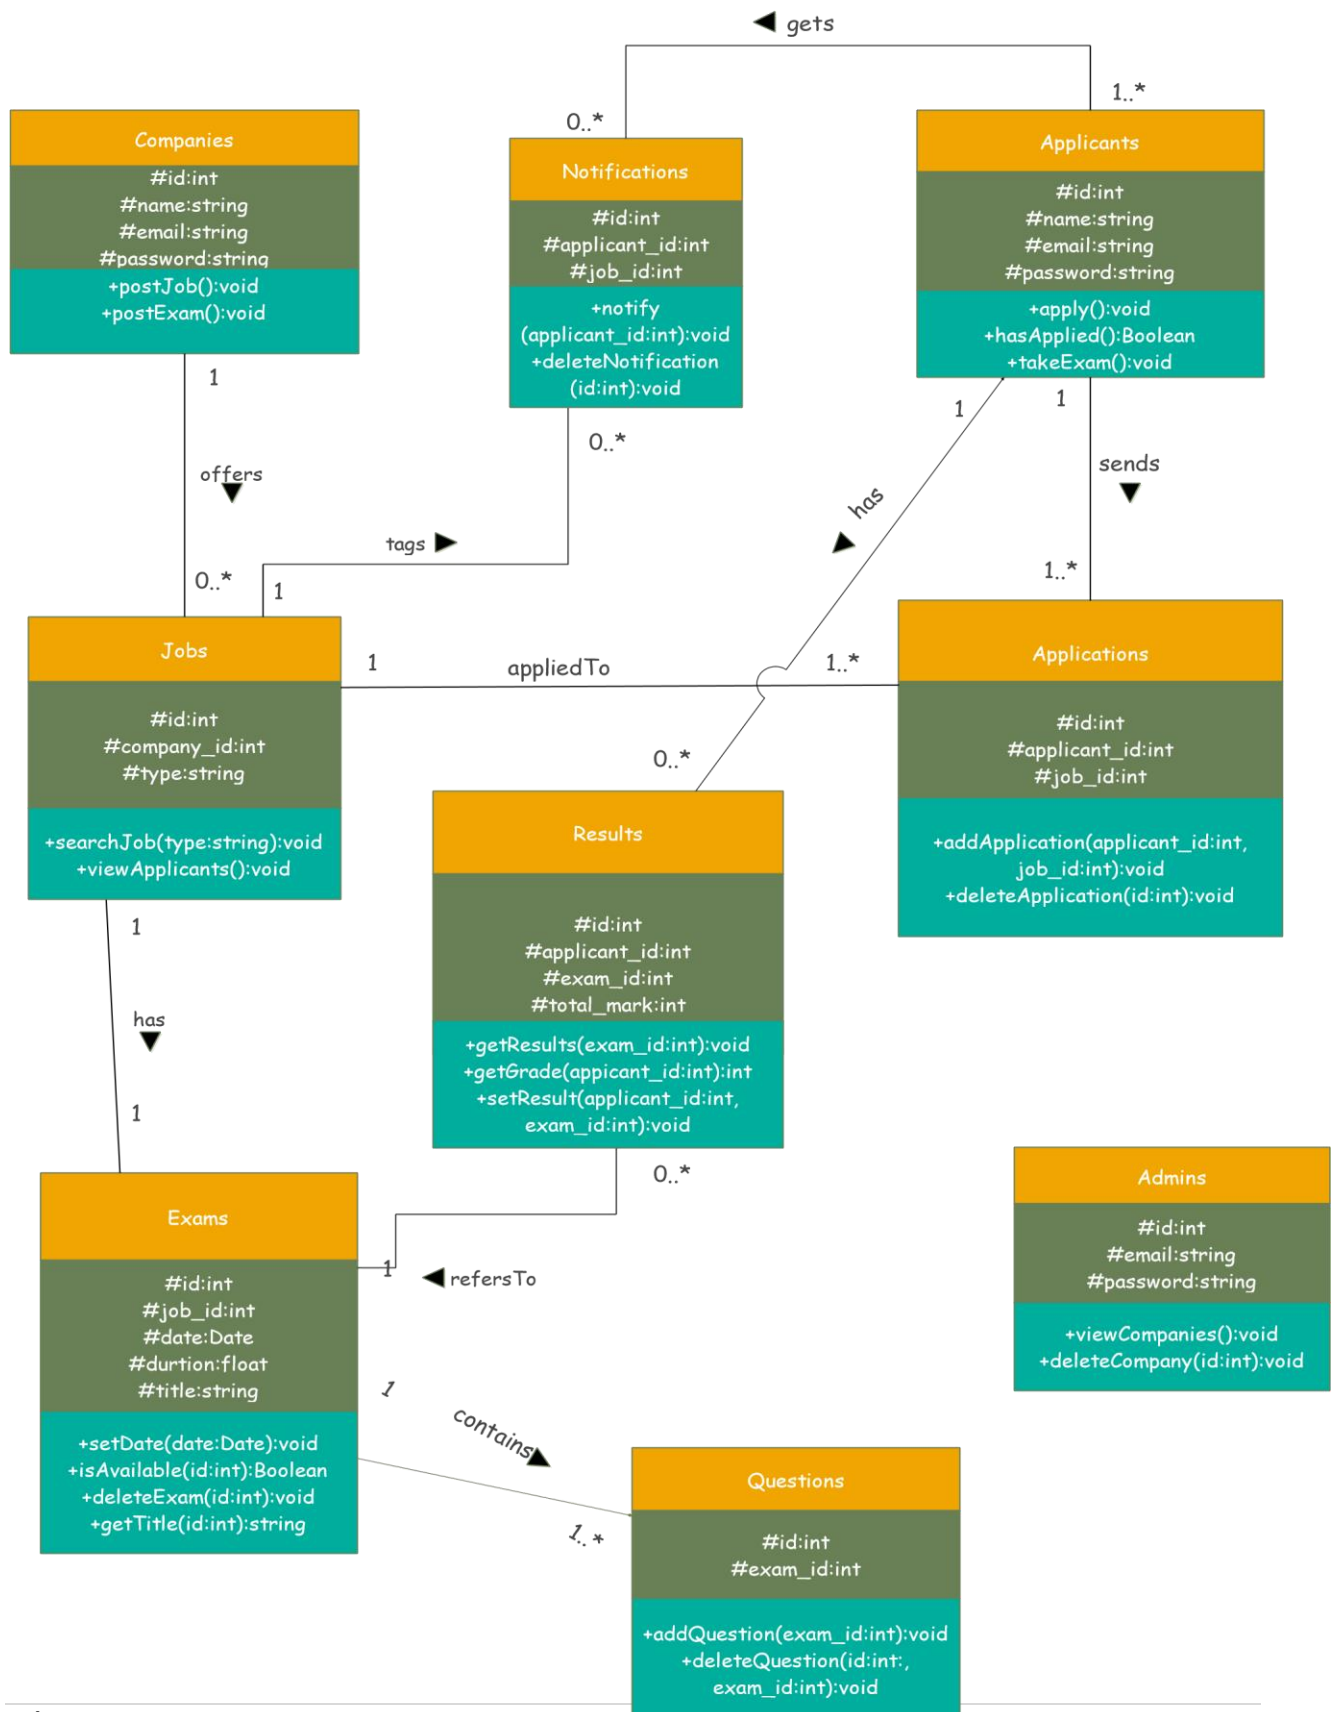 gets
1..*
0..*
Companies
#id:int
#name:string
#email:string
#password:string
+postJob():void
+postExam():void
Notifications
#id:int
#applicant_id:int
#job_id:int
+notify
(applicant_id:int):void
+deleteNotification
(id:int):void
Applicants
#id:int
#name:string
#email:string
#password:string
+apply():void
+hasApplied():Boolean
+takeExam():void
1
offers
0..*
0..*
tags
1
1
has
0..*
1
sends
1..*
Jobs
#id:int
#company_id:int
#type:string
+searchJob(type:string):void
+viewApplicants():void
1
appliedTo
1..*
Applications
#id:int
#applicant_id:int
#job_id:int
+addApplication(applicant_id:int,
job_id:int):void
+deleteApplication(id:int):void
Results
#id:int
#applicant_id:int
#exam_id:int
#total_mark:int
+getResults(exam_id:int):void
+getGrade(appicant_id:int):int
+setResult(applicant_id:int,
exam_id:int):void
1
has
1
0..*
1
refersTo
Exams
#id:int
#job_id:int
#date:Date
#durtion:float
#title:string
+setDate(date:Date):void
+isAvailable(id:int):Boolean
+deleteExam(id:int):void
+getTitle(id:int):string
Admins
#id:int
#email:string
#password:string
+viewCompanies():void
+deleteCompany(id:int):void
1
contains
1..*
Questions
#id:int
#exam_id:int
+addQuestion(exam_id:int):void
+deleteQuestion(id:int:,
exam_id:int):void